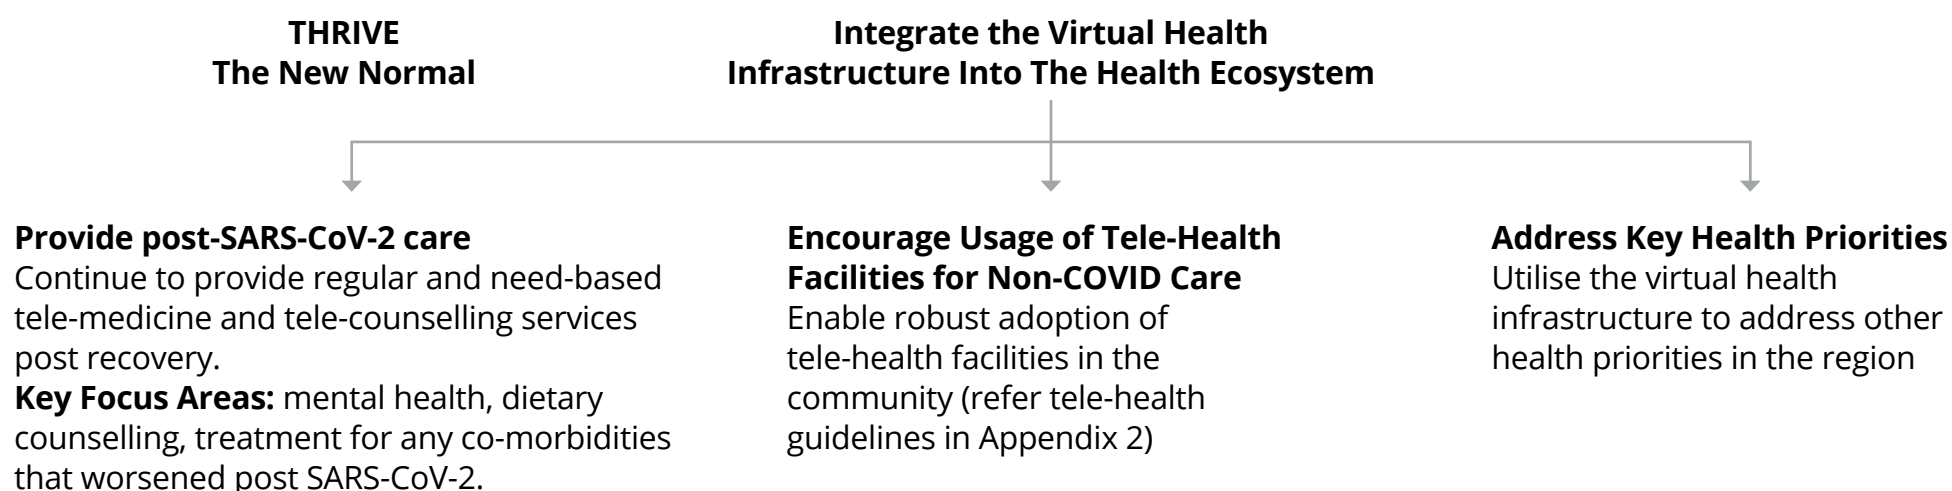 THRIVE
The New Normal
Integrate the Virtual Health
Infrastructure Into The Health Ecosystem
Provide post-SARS-CoV-2 care
Continue to provide regular and need-based
tele-medicine and tele-counselling services
post recovery.
Key Focus Areas: mental health, dietary
counselling, treatment for any co-morbidities
that worsened post SARS-CoV-2.
Encourage Usage of Tele-Health
Facilities for Non-COVID Care
Enable robust adoption of
tele-health facilities in the
community (refer tele-health
guidelines in Appendix 2)
Address Key Health Priorities
Utilise the virtual health
infrastructure to address other
health priorities in the region